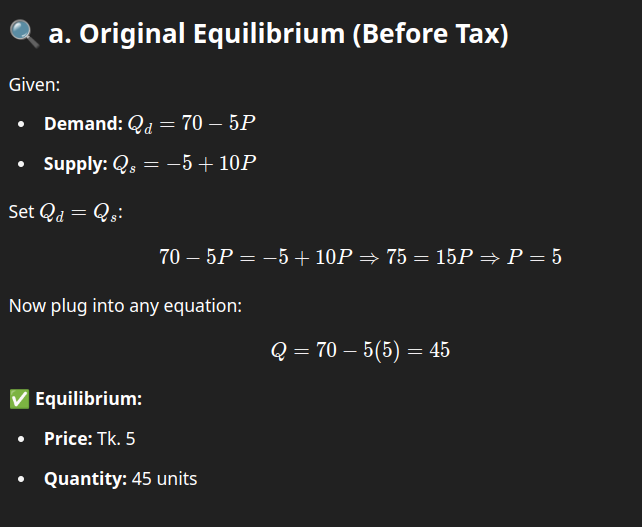 🔍 a. Original Equilibrium (Before Tax)
Given:
• Demand: Q_d = 70 − 5P
• Supply: Q_s = −5 + 10P
Set Q_d = Q_s:
70 − 5P = −5 + 10P ⇒ 75 = 15P ⇒ P = 5
Now plug into any equation:
Q = 70 − 5(5) = 45
✅ Equilibrium:
• Price: Tk. 5
• Quantity: 45 units